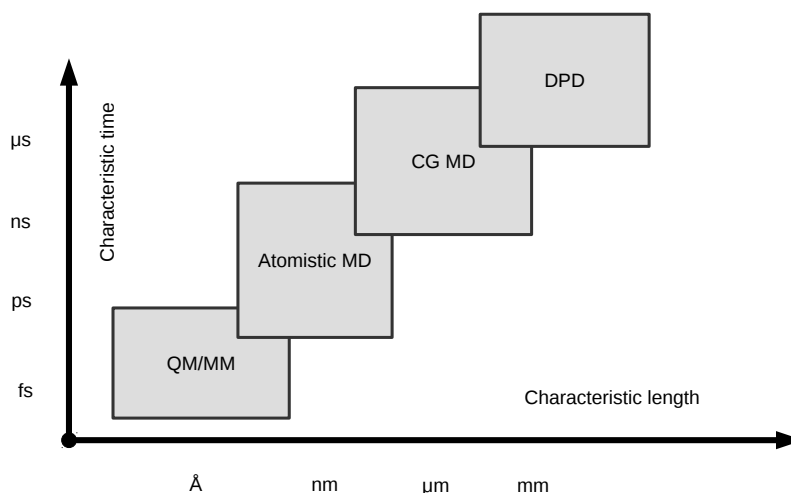 DPD
Characteristic time
µs
CG MD
ns
Atomistic MD
ps
QM/MM
fs
Characteristic length
Å
nm
µm
mm